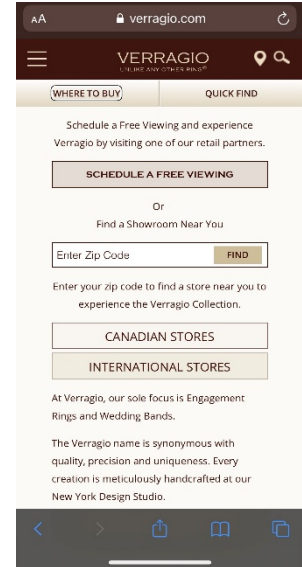 AA verragio.com
VERRAGIO
UNLIKE ANY OTHER RING®
WHERE TO BUY QUICK FIND
Schedule a Free Viewing and experience
Verragio by visiting one of our retail partners.
SCHEDULE A FREE VIEWING
Or
Find a Showroom Near You
Enter Zip Code FIND
Enter your zip code to find a store near you to
experience the Verragio Collection.
CANADIAN STORES
INTERNATIONAL STORES
At Verragio, our sole focus is Engagement
Rings and Wedding Bands.
The Verragio name is synonymous with
quality, precision and uniqueness. Every
creation is meticulously handcrafted at our
New York Design Studio.